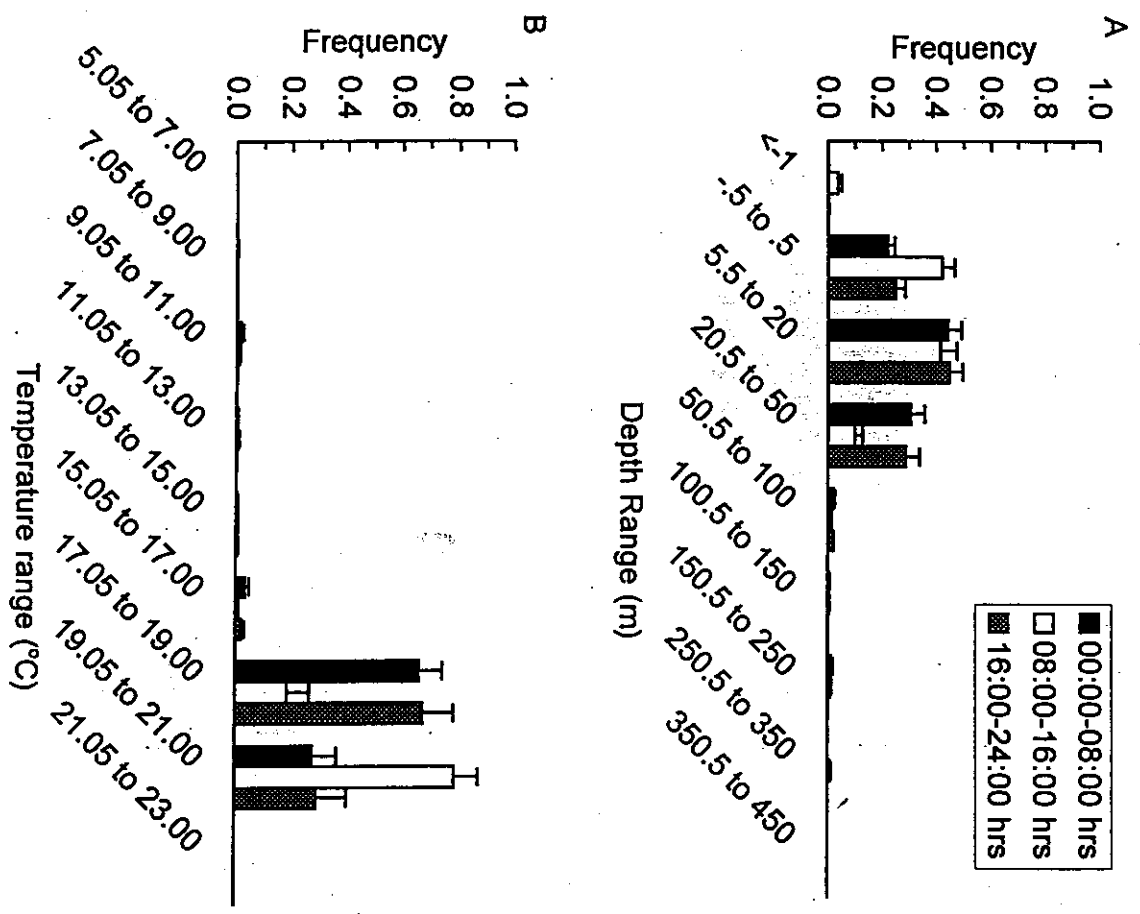 A
00:00-08:00 hrs
08:00-16:00 hrs
16:00-24:00 hrs
Frequency
1.0
0.8
0.6
0.4
0.2
0.0
<-1
-.5 to .5
5.5 to 20
20.5 to 50
50.5 to 100
100.5 to 150
150.5 to 250
250.5 to 350
350.5 to 450
Depth Range (m)
B
Frequency
1.0
0.8
0.6
0.4
0.2
0.0
5.05 to 7.00
7.05 to 9.00
9.05 to 11.00
11.05 to 13.00
13.05 to 15.00
15.05 to 17.00
17.05 to 19.00
19.05 to 21.00
21.05 to 23.00
Temperature range (°C)